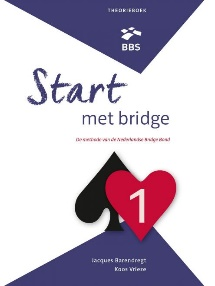 THEORIEBOEK
BBS
Start
met bridge
De methode van de Nederlandse Bridge Bond
1
Jacques Barendregt
Koos Vrieze